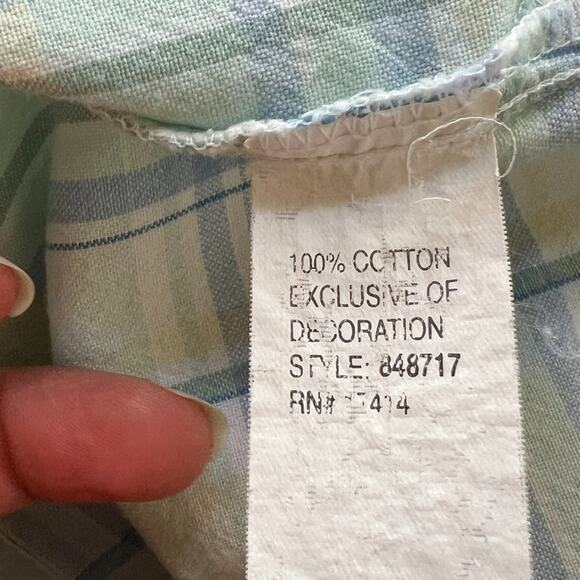 100% COTTON
EXCLUSIVE OF
DECORATION
STYLE: 848717
RN#